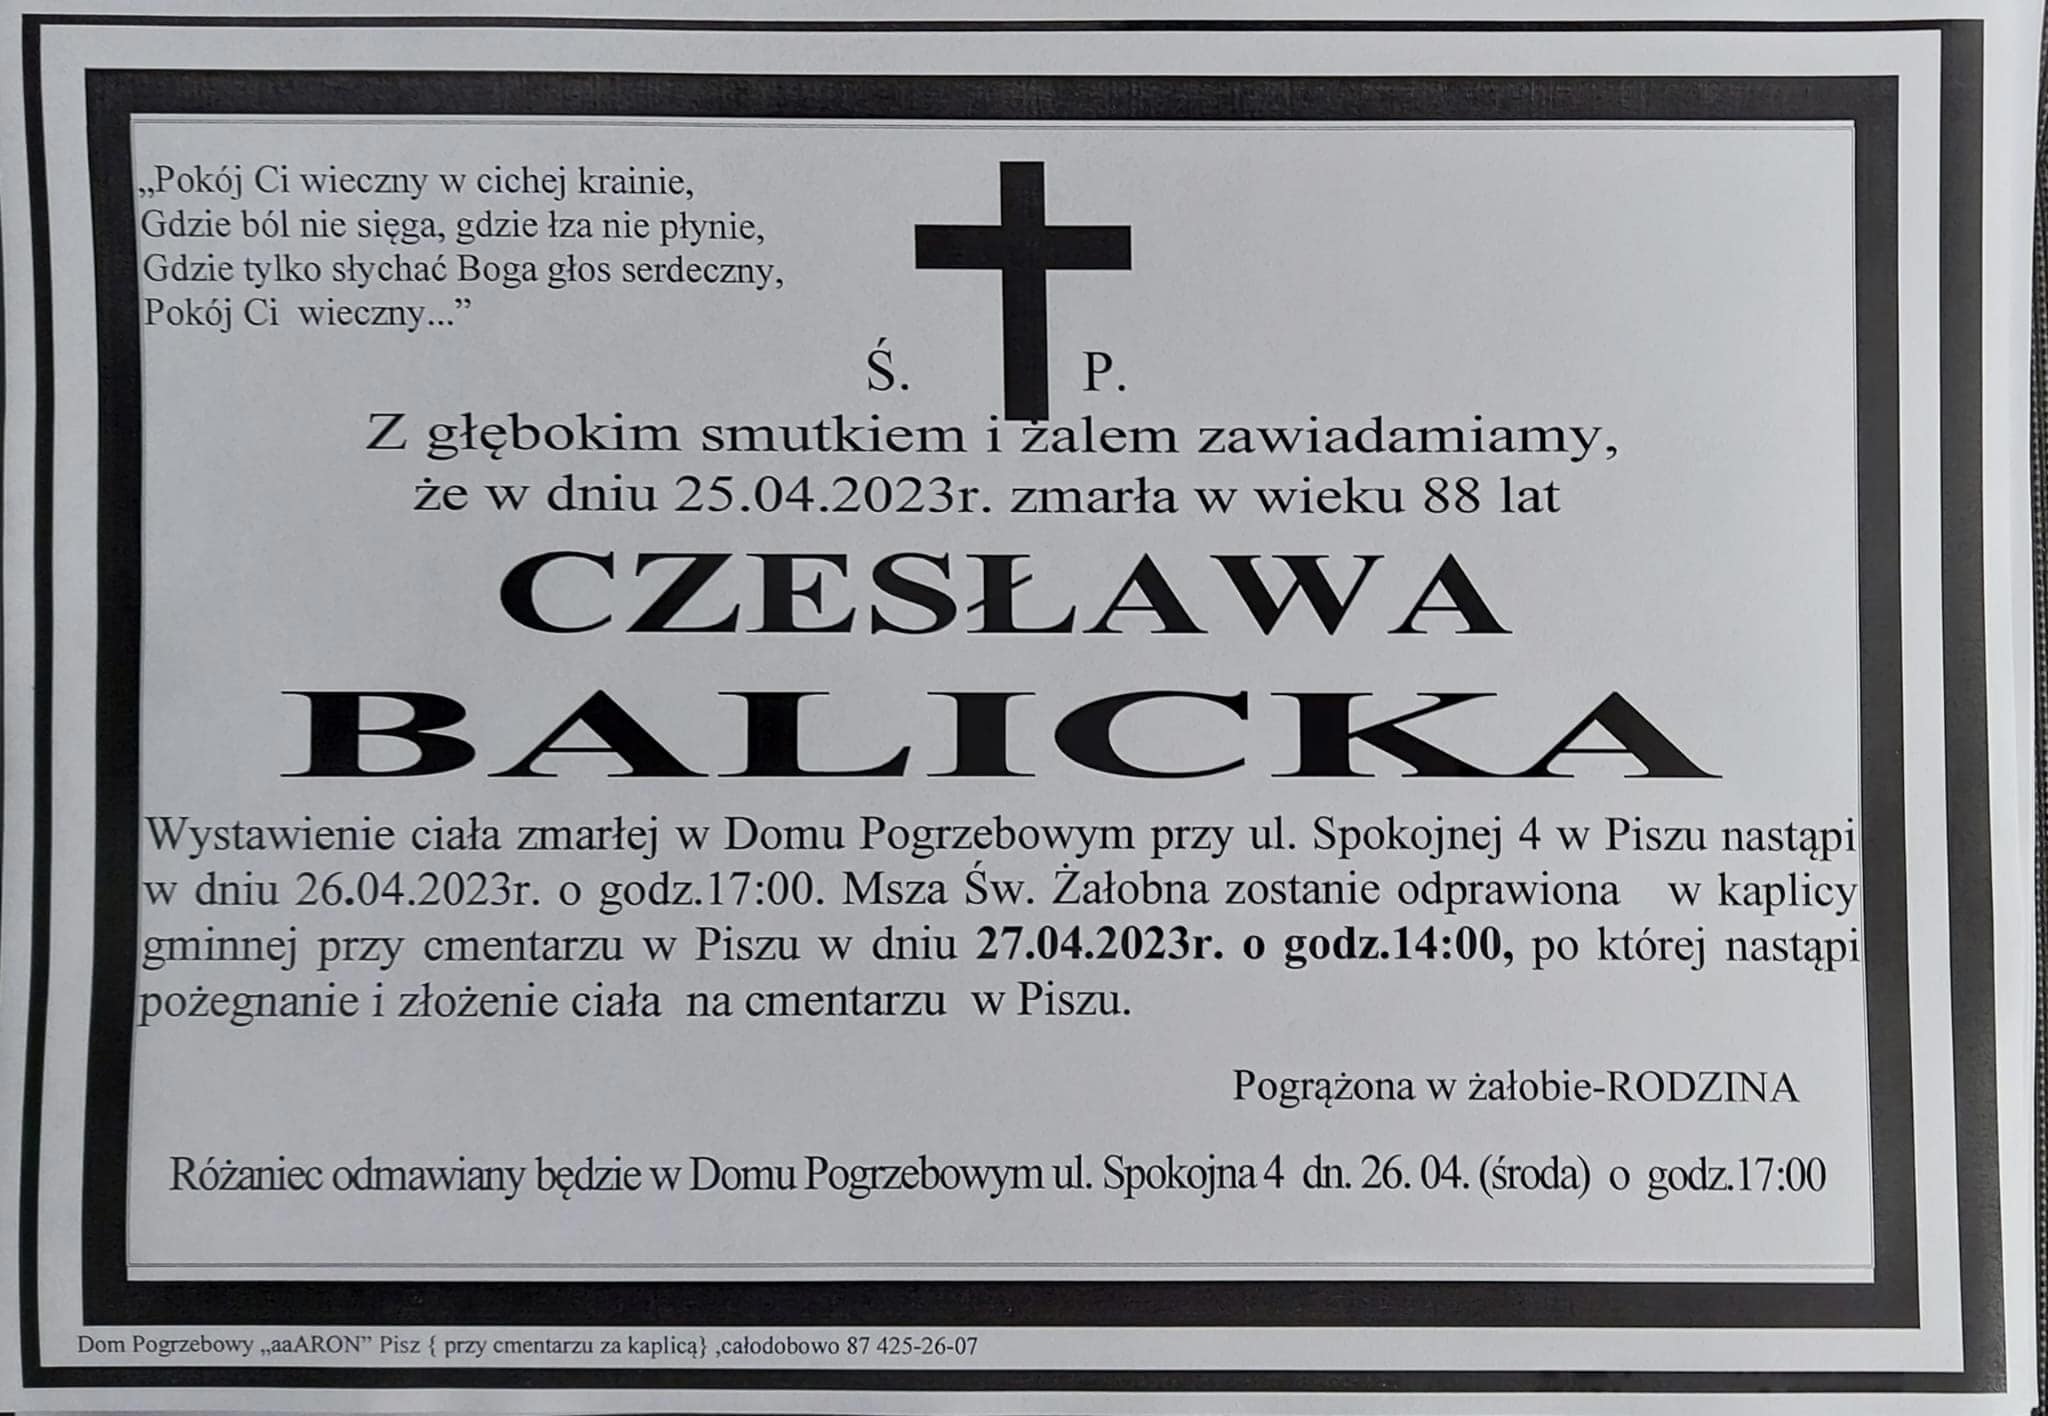 „Pokój Ci wieczny w cichej krainie,
Gdzie ból nie sięga, gdzie łza nie płynie,
Gdzie tylko słychać Boga głos serdeczny,
Pokój Ci wieczny...”
Ś. P.
Z głębokim smutkiem i żalem zawiadamiamy,
że w dniu 25.04.2023r. zmarła w wieku 88 lat
CZESŁAWA
BALICKA
Wystawienie ciała zmarłej w Domu Pogrzebowym przy ul. Spokojnej 4 w Piszu nastąpi
w dniu 26.04.2023r. o godz.17:00. Msza Św. Żałobna zostanie odprawiona w kaplicy
gminnej przy cmentarzu w Piszu w dniu 27.04.2023r. o godz.14:00, po której nastąpi
pożegnanie i złożenie ciała na cmentarzu w Piszu.
Pogrążona w żałobie-RODZINA
Różaniec odmawiany będzie w Domu Pogrzebowym ul. Spokojna 4 dn. 26. 04. (środa) o godz.17:00
Dom Pogrzebowy „aaARON” Pisz { przy cmentarzu za kaplicą} ,całodobowo 87 425-26-07